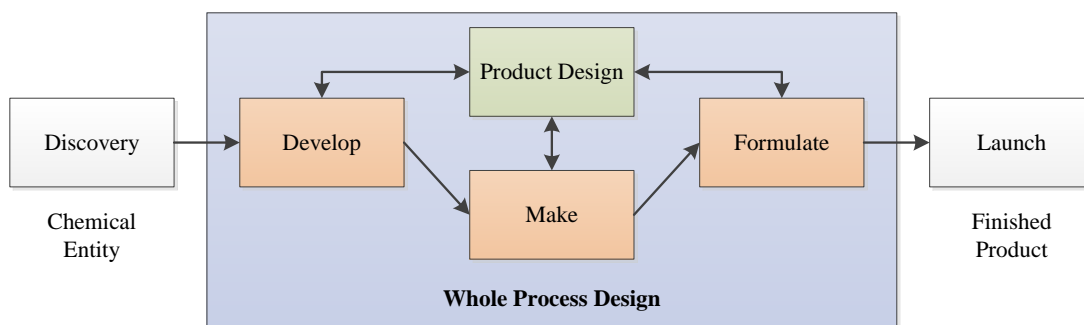 Product Design
Discovery
Develop
Formulate
Launch
Make
Chemical
Entity
Finished
Product
Whole Process Design